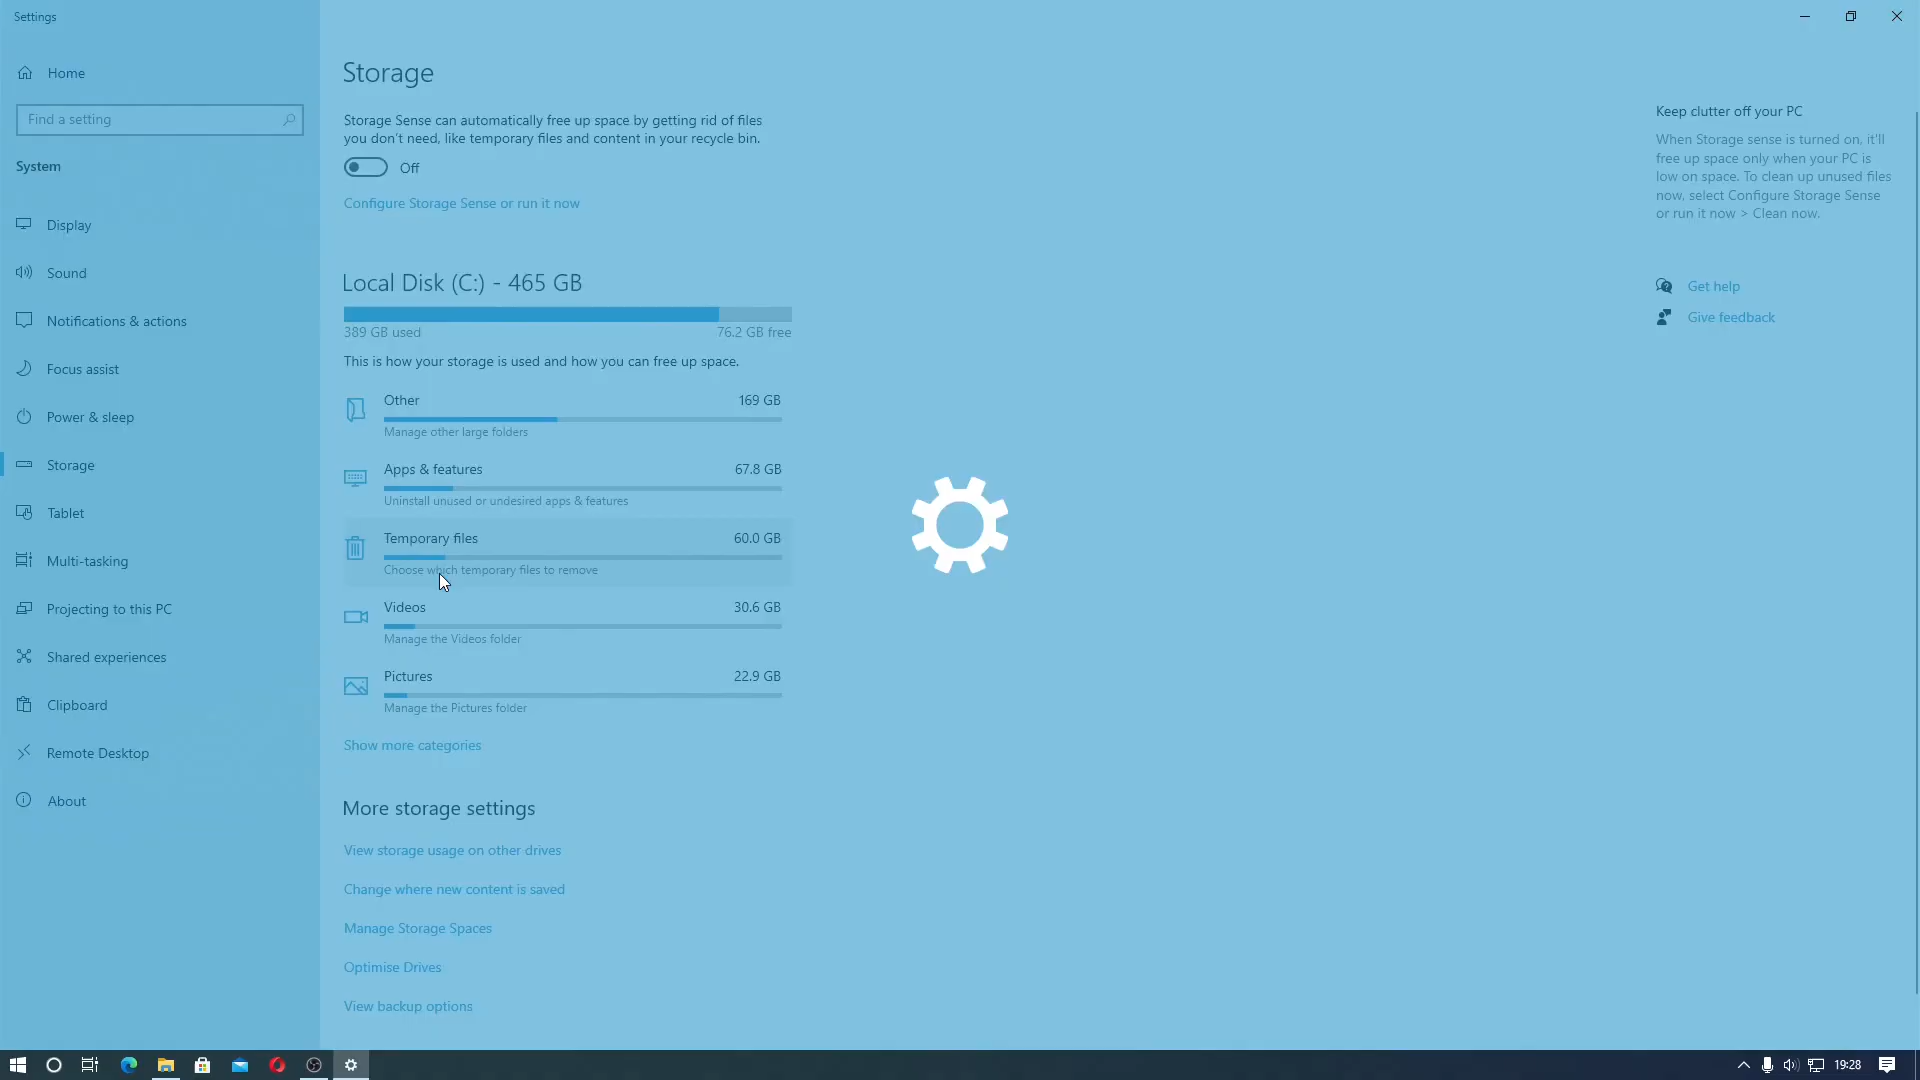 Settings
Home
Find a setting
System
Display
Sound
Notifications & actions
Focus assist
Power & sleep
Storage
Tablet
Multi-tasking
Projecting to this PC
Shared experiences
Clipboard
Remote Desktop
About
Storage
Storage Sense can automatically free up space by getting rid of files
you don't need, like temporary files and content in your recycle bin.
Off
Configure Storage Sense or run it now
Local Disk (C:) - 465 GB
389 GB used 76.2 GB free
This is how your storage is used and how you can free up space.
Other 169 GB
Manage other large folders
Apps & features 67.8 GB
Uninstall unused or undesired apps & features
Temporary files 60.0 GB
Choose which temporary files to remove
Videos 30.6 GB
Manage the Videos folder
Pictures 22.9 GB
Manage the Pictures folder
Show more categories
More storage settings
View storage usage on other drives
Change where new content is saved
Manage Storage Spaces
Optimise Drives
View backup options
Keep clutter off your PC
When Storage sense is turned on, it'll
free up space only when your PC is
low on space. To clean up unused files
now, select Configure Storage Sense
or run it now > Clean now.
Get help
Give feedback
19:28